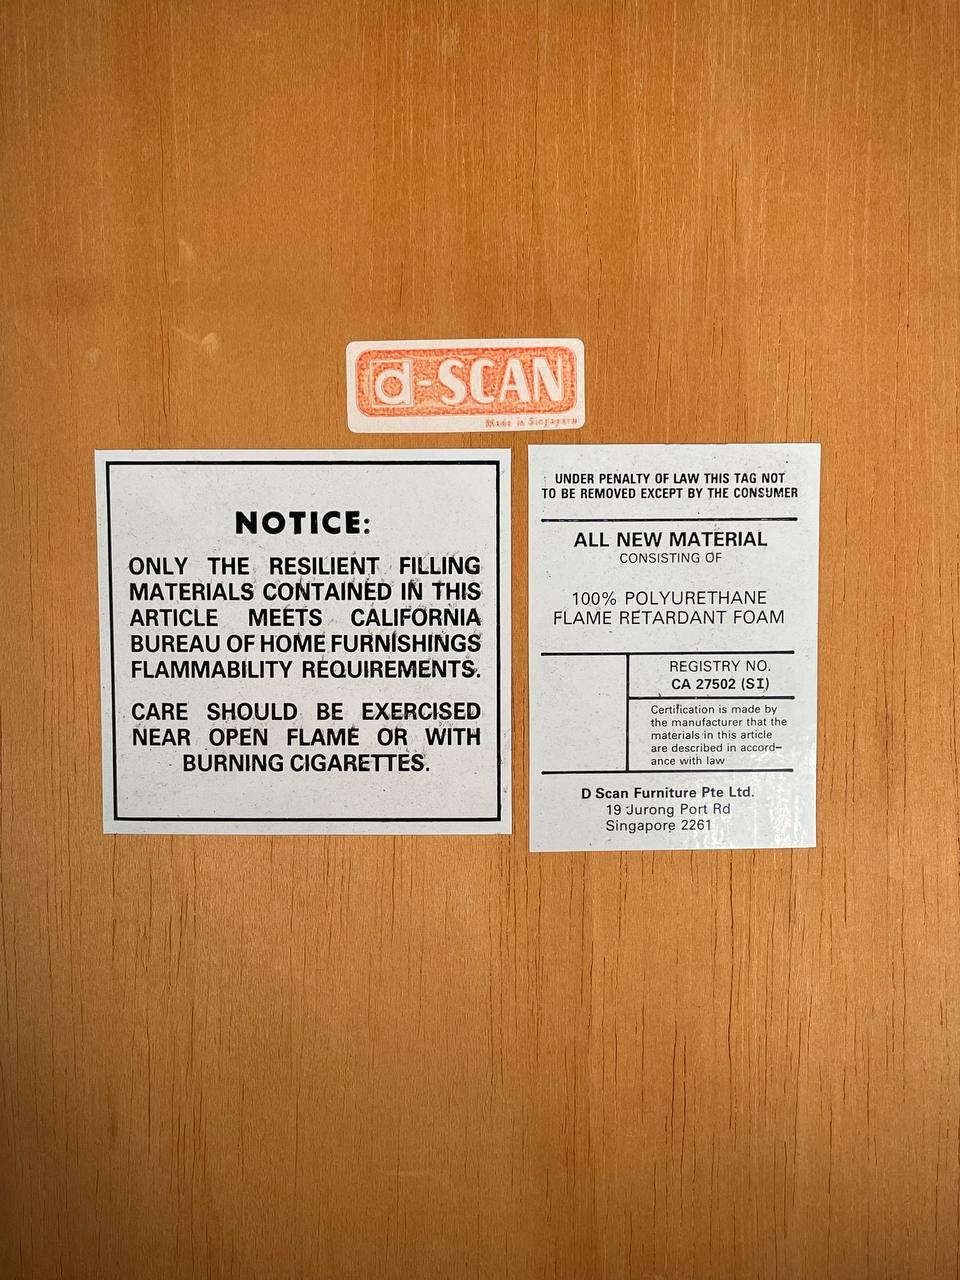 d-SCAN
Made in Singapore
NOTICE:
ONLY THE RESILIENT FILLING
MATERIALS CONTAINED IN THIS
ARTICLE MEETS CALIFORNIA
BUREAU OF HOME FURNISHINGS
FLAMMABILITY REQUIREMENTS.
CARE SHOULD BE EXERCISED
NEAR OPEN FLAME OR WITH
BURNING CIGARETTES.
UNDER PENALTY OF LAW THIS TAG NOT
TO BE REMOVED EXCEPT BY THE CONSUMER
ALL NEW MATERIAL
CONSISTING OF
100% POLYURETHANE
FLAME RETARDANT FOAM
REGISTRY NO.
CA 27502 (SI)
Certification is made by
the manufacturer that the
materials in this article
are described in accord-
ance with law
D Scan Furniture Pte Ltd.
19 Jurong Port Rd
Singapore 2261